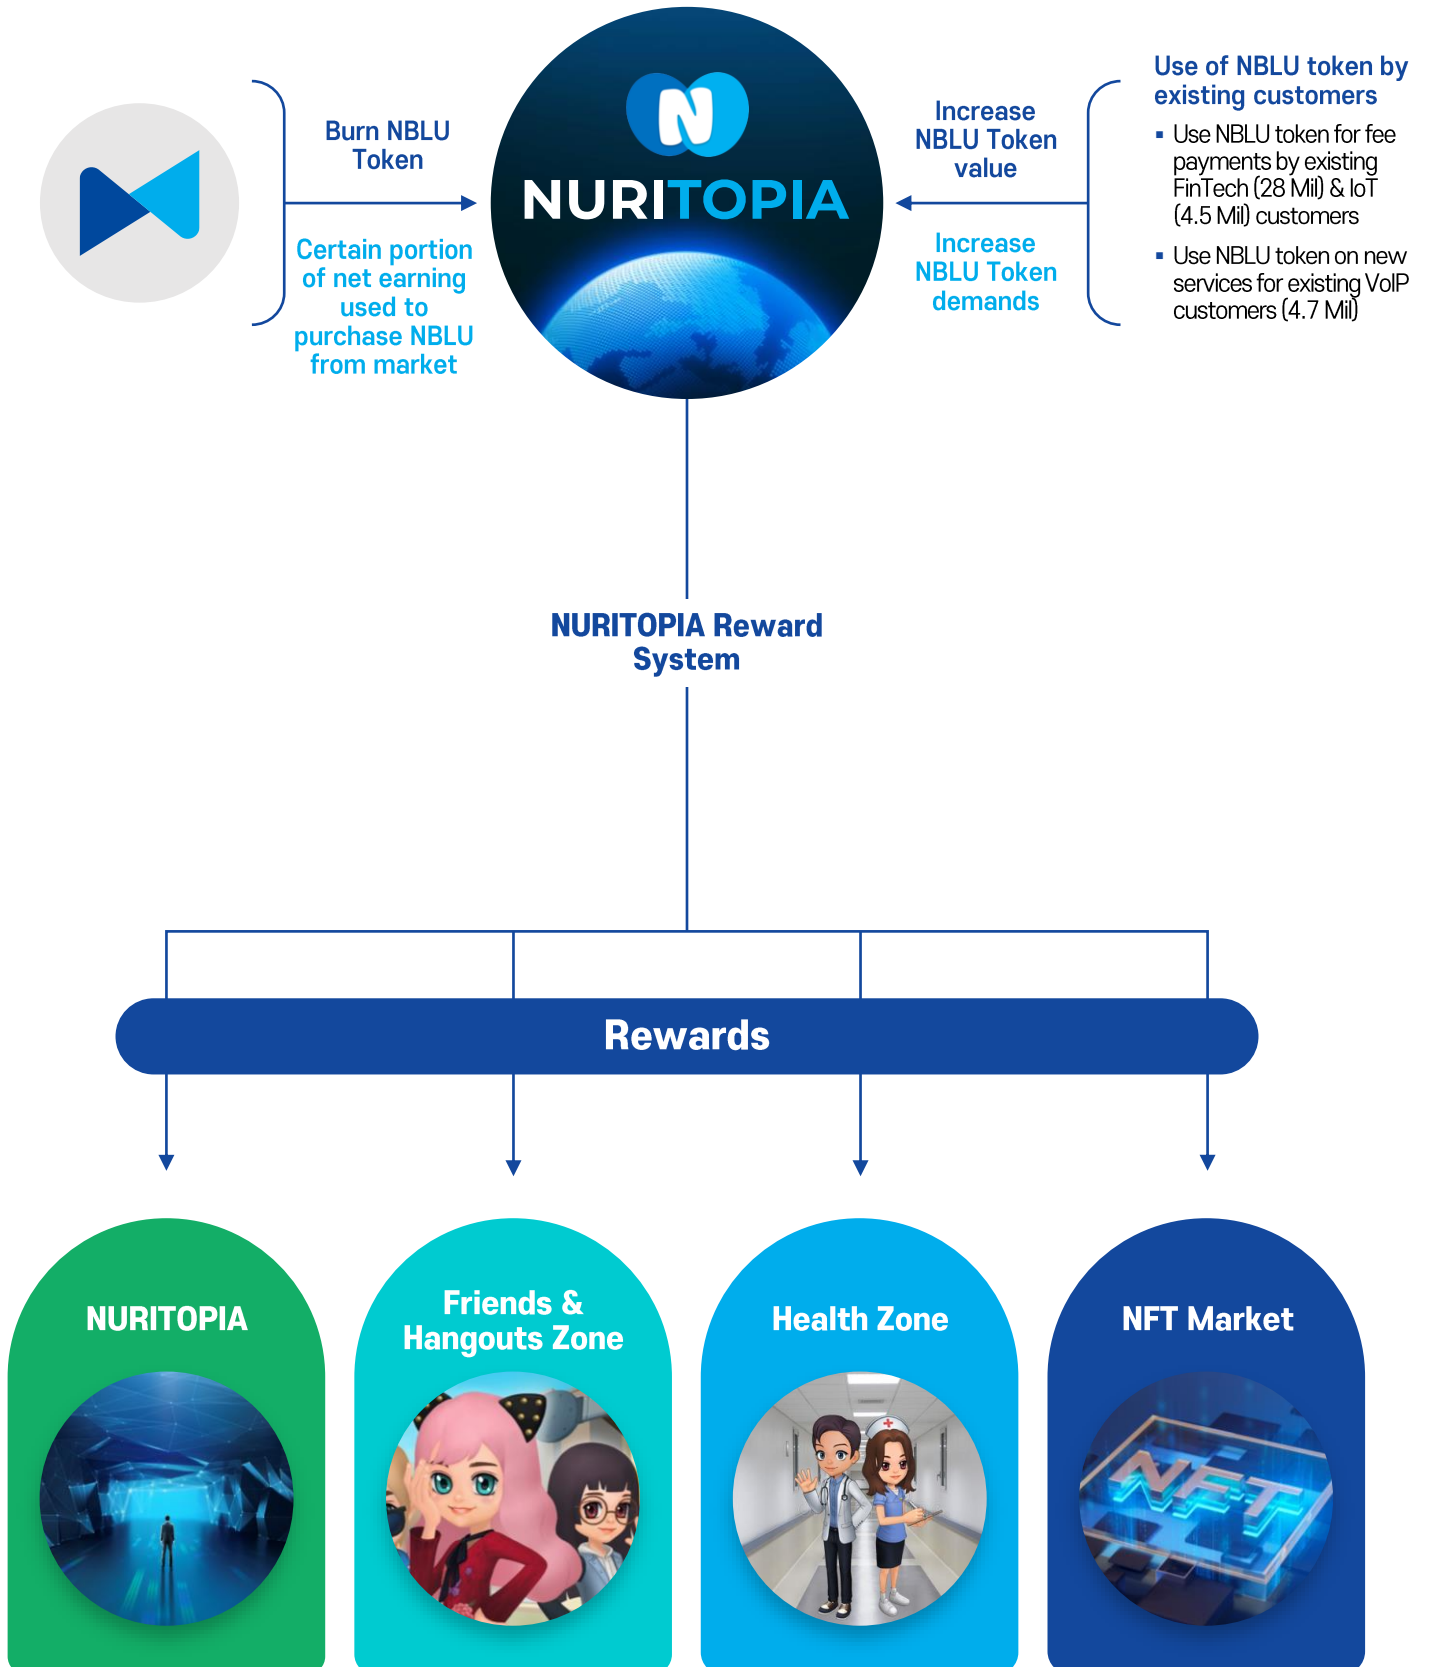 Burn NBLU
Token
Certain portion
of net earning
used to
purchase NBLU
from market
N
NURITOPIA
Increase
NBLU Token
value
Increase
NBLU Token
demands
Use of NBLU token by
existing customers
▪ Use NBLU token for fee
payments by existing
FinTech (28 Mil) & IoT
(4.5 Mil) customers
▪ Use NBLU token on new
services for existing VoIP
customers (4.7 Mil)
NURITOPIA Reward
System
Rewards
NURITOPIA
Friends &
Hangouts Zone
Health Zone
NFT Market
NFT